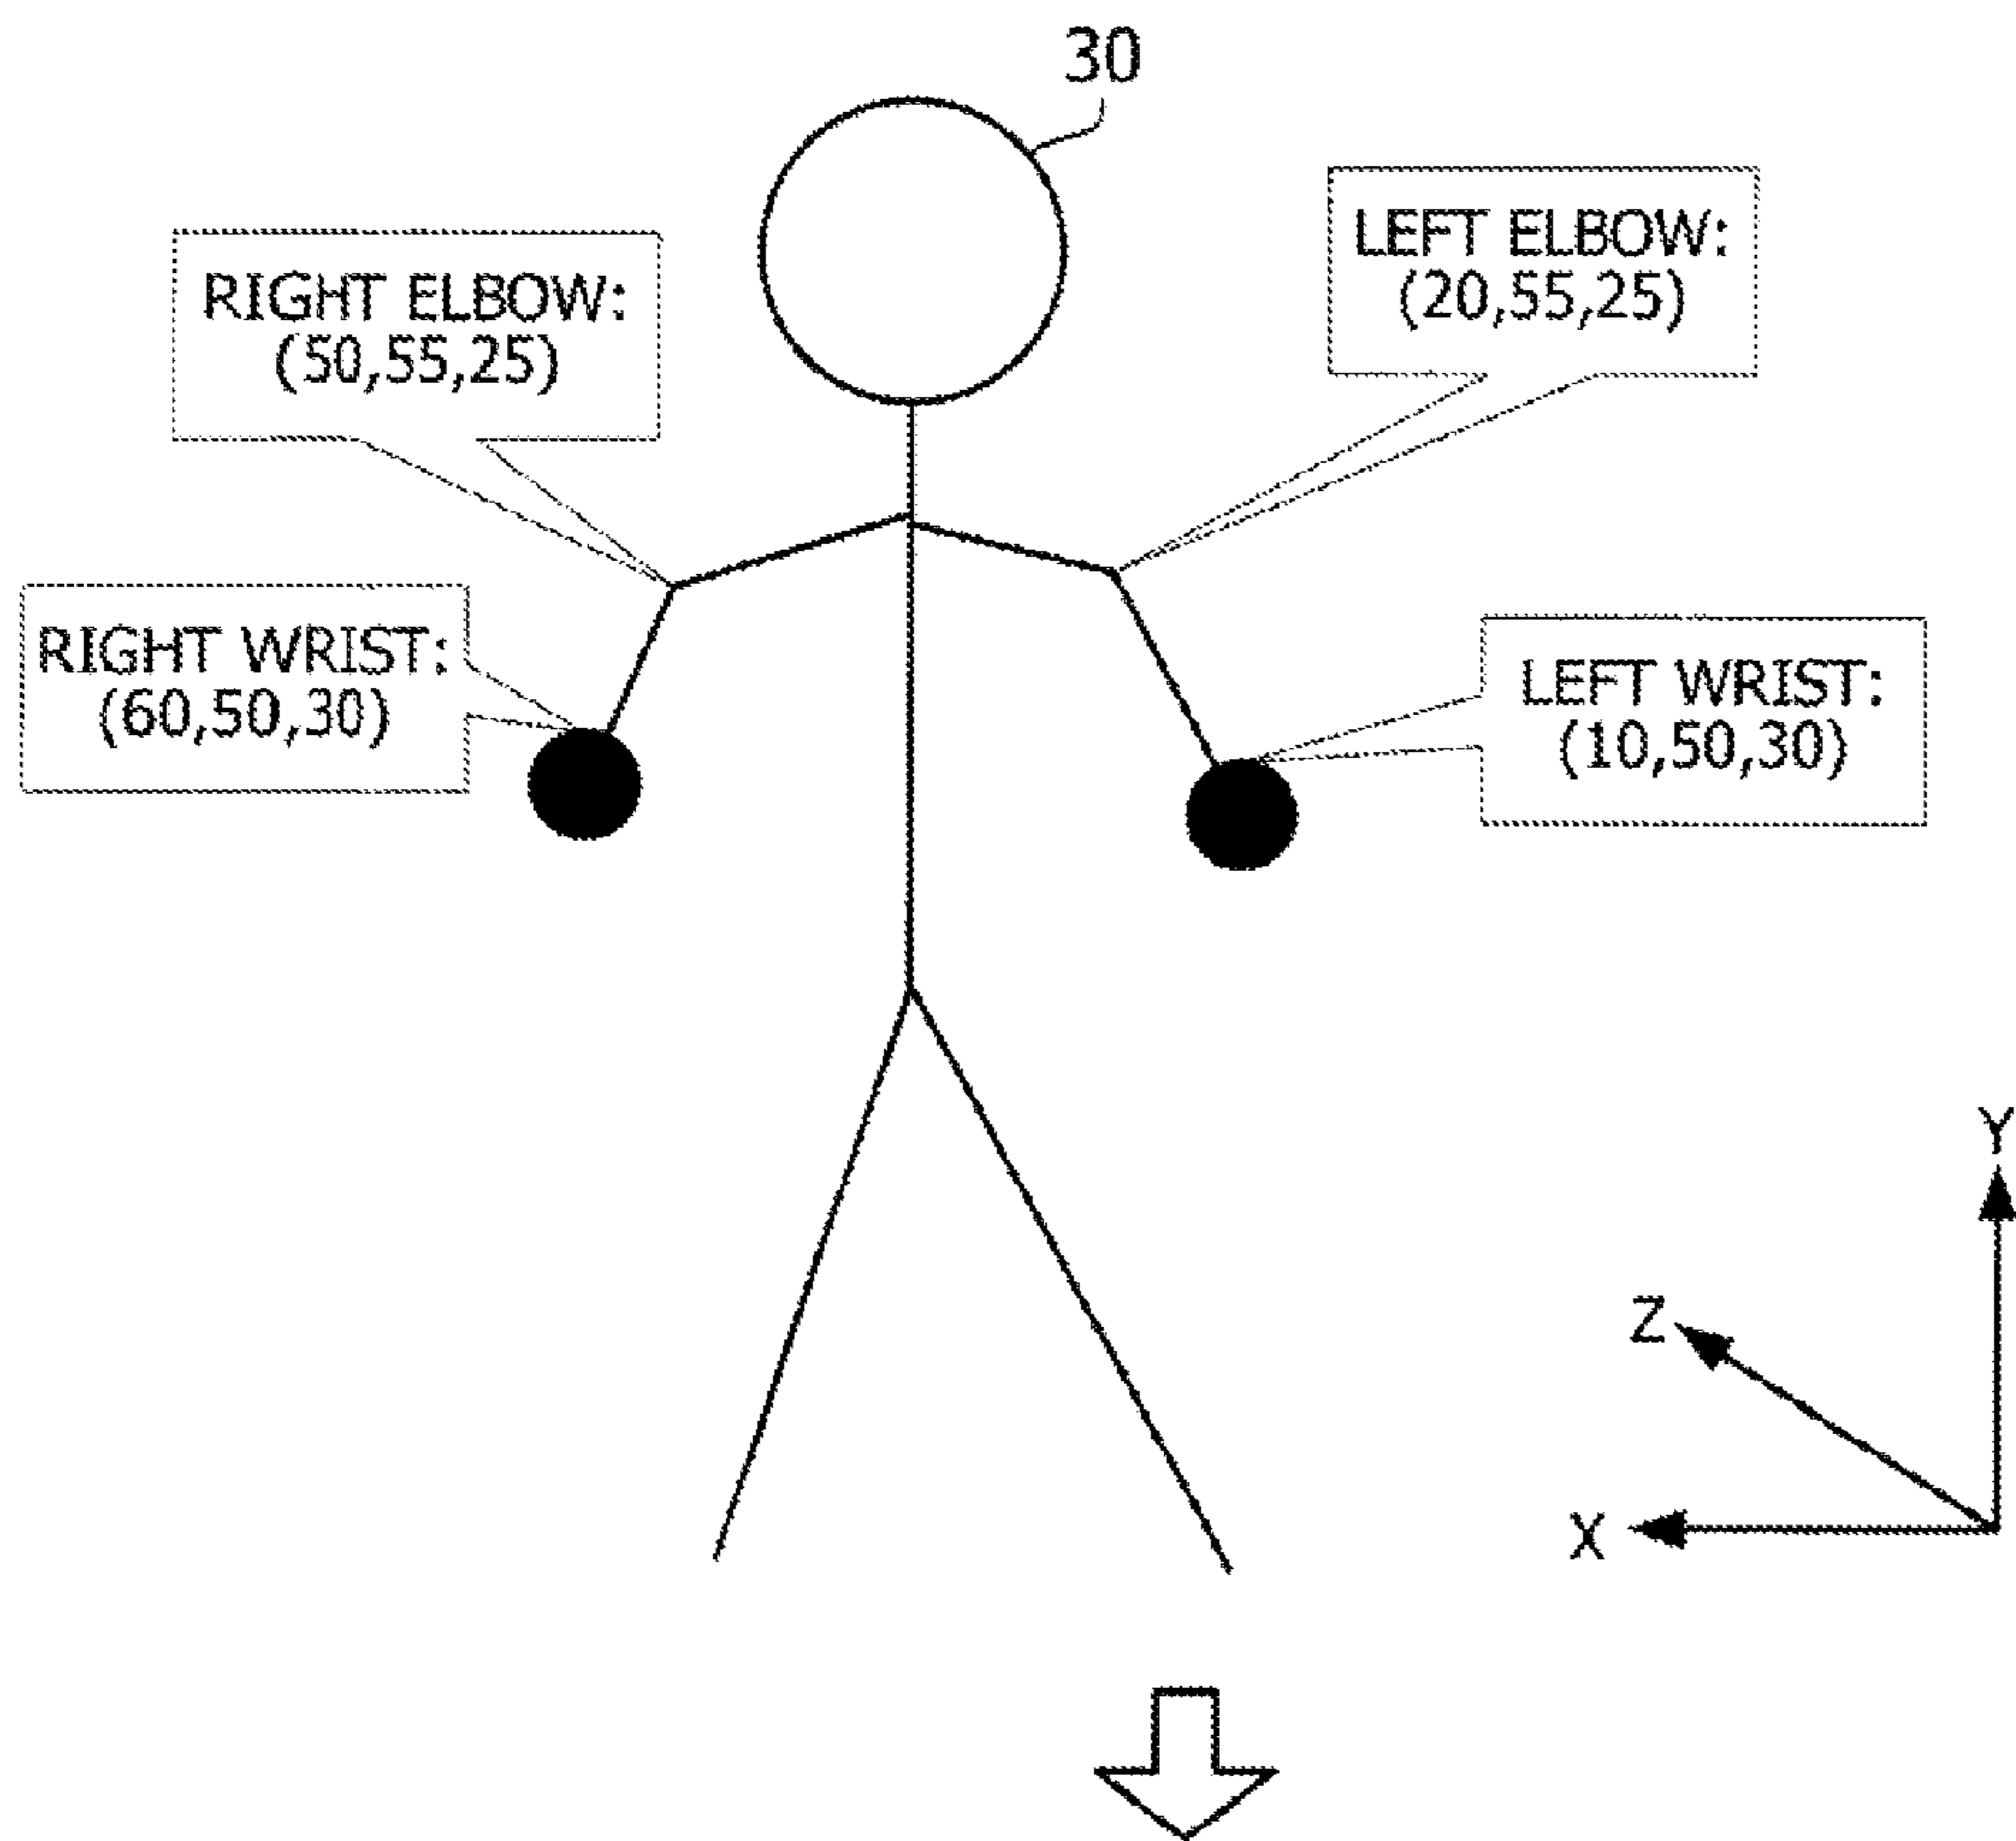 30
LEFT ELBOW:
(20,55,25)
RIGHT ELBOW:
(50,55,25)
RIGHT WRIST:
(60,50,30)
LEFT WRIST:
(10,50,30)
Y
Z
X